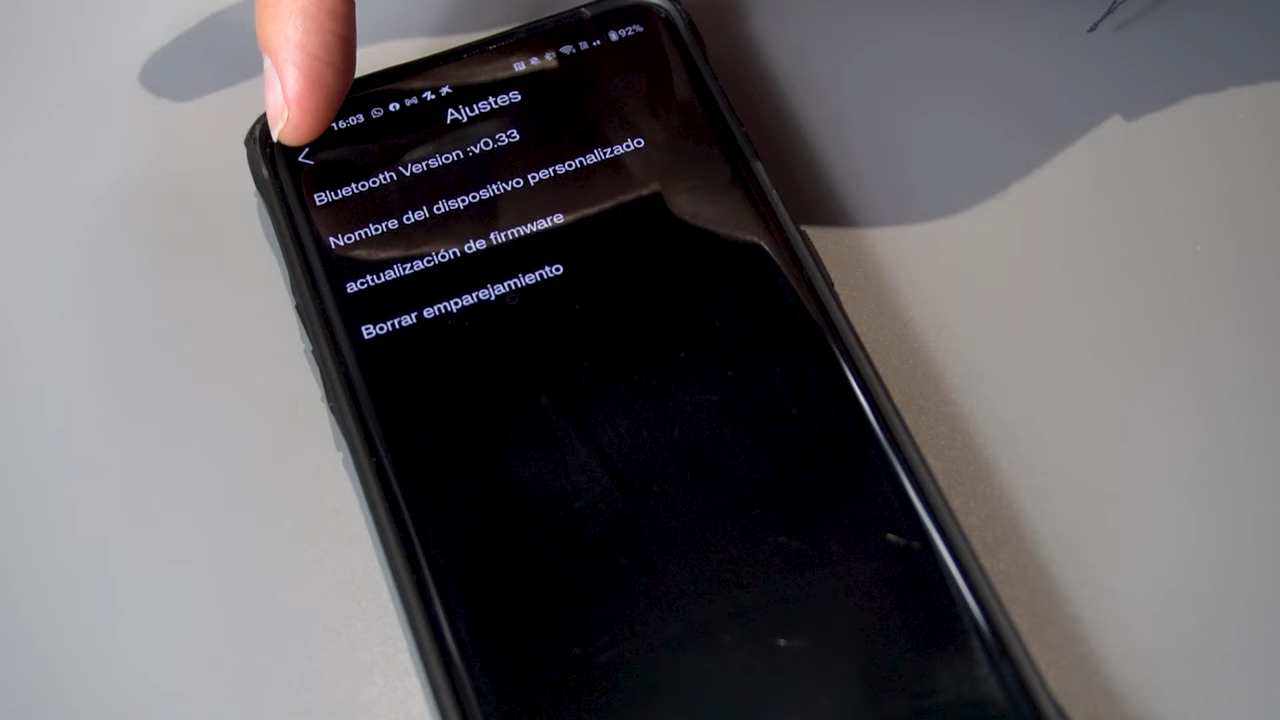 16:03 92%
Ajustes
Bluetooth Version :v0.33
Nombre del dispositivo personalizado
actualización de firmware
Borrar emparejamiento